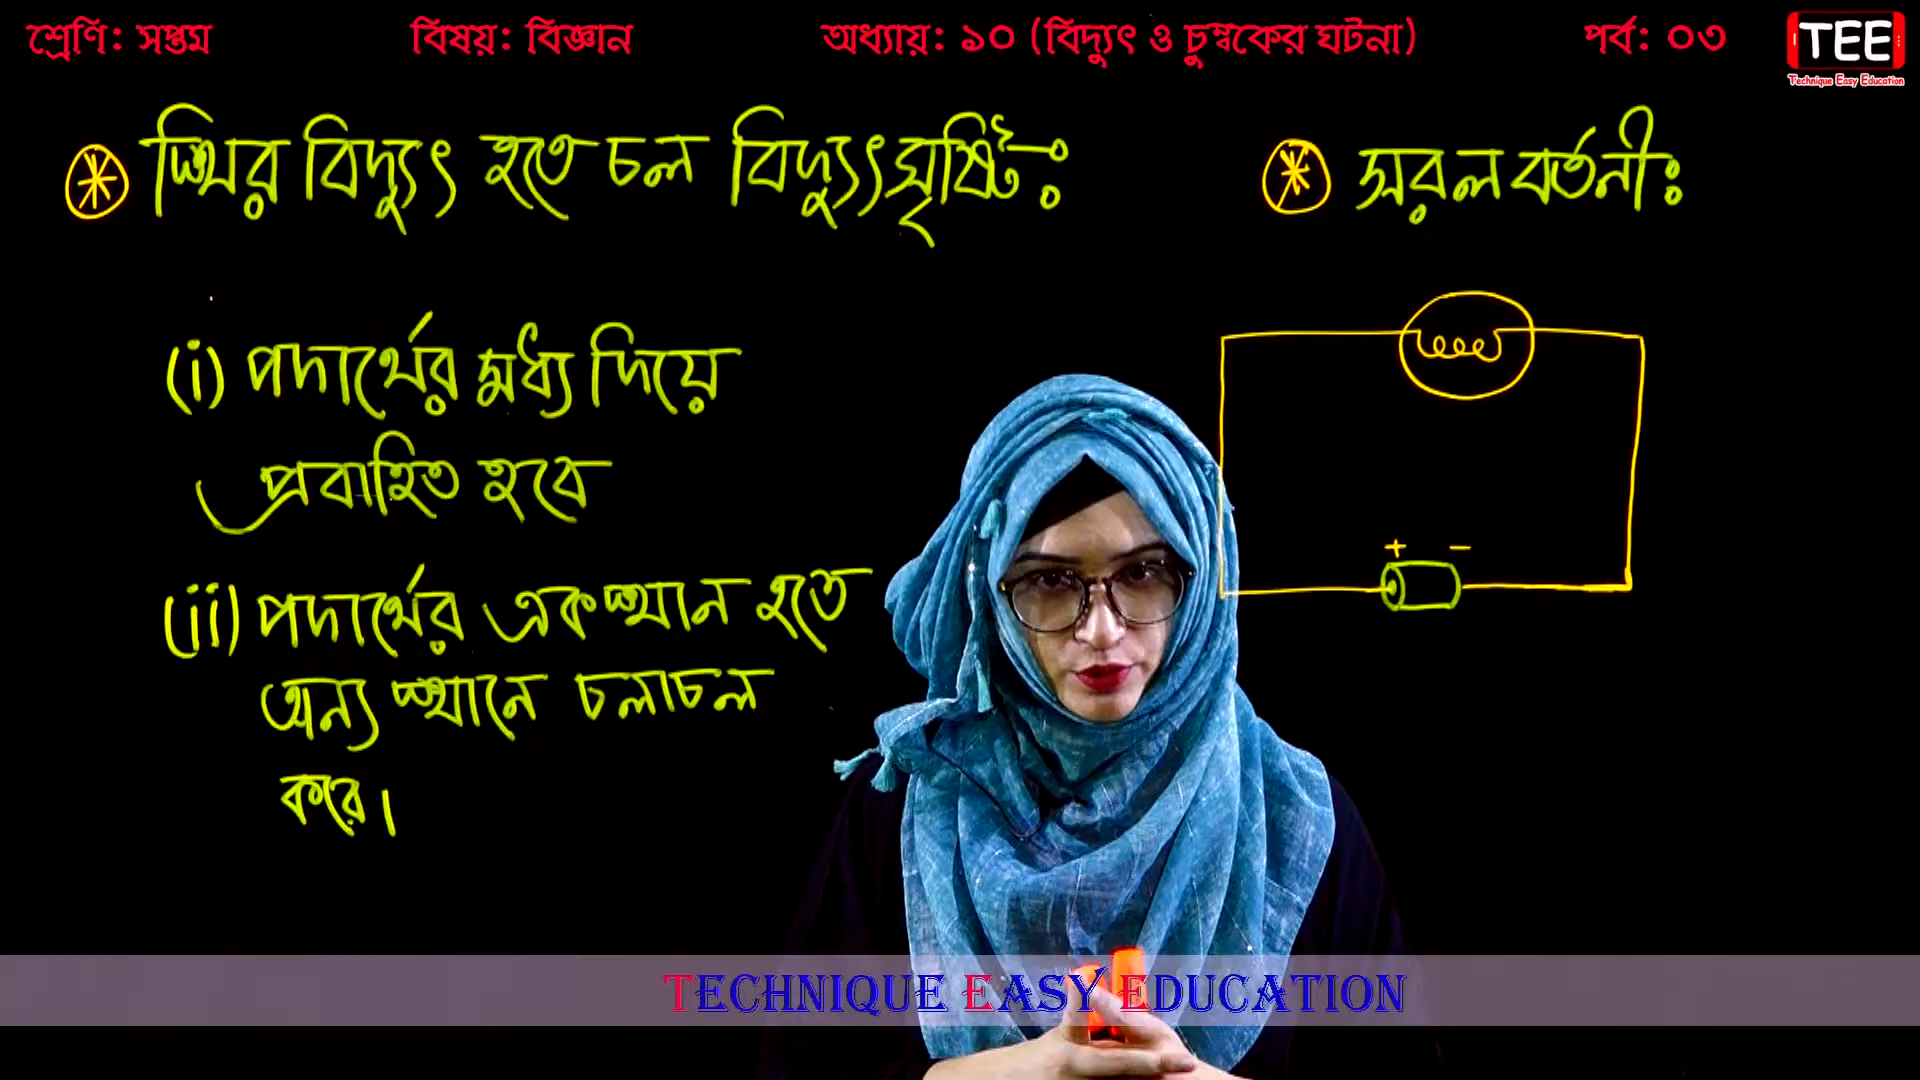 শ্রেণি: সপ্তম
বিষয়: বিজ্ঞান
অধ্যায়: ১০ (বিদ্যুৎ ও চুম্বকের ঘটনা)
পর্ব: ০৩
TEE
Technique Easy Education
স্থির বিদ্যুৎ হতে চল বিদ্যুৎ সৃষ্টি:
(i) পদার্থের মধ্য দিয়ে
প্রবাহিত হবে
(ii) পদার্থের একস্থান হতে
অন্য স্থানে চলাচল
করে।
সরল বর্তনী:
+ −
TECHNIQUE EASY EDUCATION